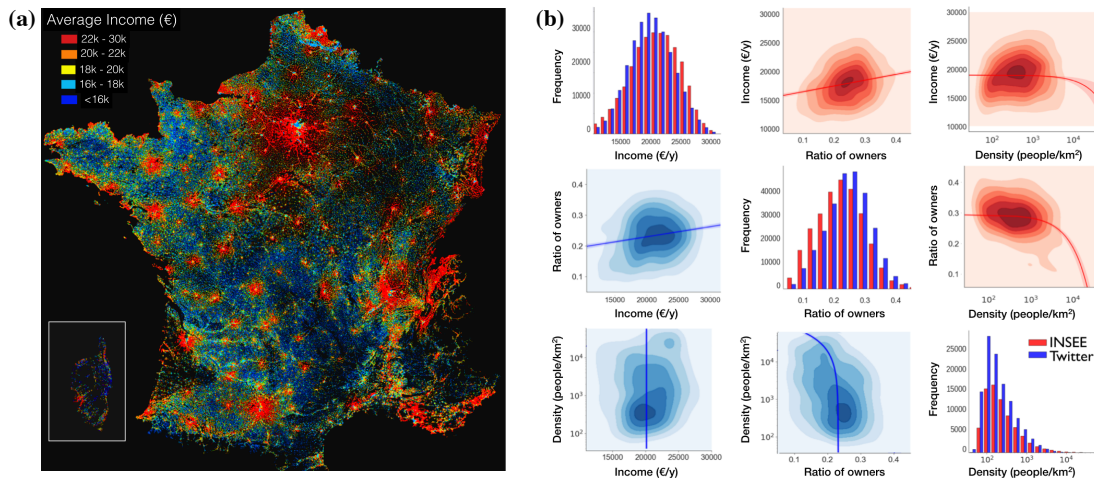 (a)
Average Income (€)
22k - 30k
20k - 22k
18k - 20k
16k - 18k
<16k
(b)
Frequency
30000
25000
20000
15000
10000
5000
0
15000 20000 25000 30000
Income (€/y)
Income (€/y)
30000
25000
20000
15000
10000
0.1 0.2 0.3 0.4
Ratio of owners
Income (€/y)
30000
25000
20000
15000
10000
10² 10³ 10⁴
Density (people/km²)
Ratio of owners
0.4
0.3
0.2
0.1
15000 20000 25000 30000
Income (€/y)
Frequency
40000
30000
20000
10000
0
0.1 0.2 0.3 0.4
Ratio of owners
Ratio of owners
0.4
0.3
0.2
0.1
10² 10³ 10⁴
Density (people/km²)
Density (people/km²)
10⁴
10³
10²
15000 20000 25000 30000
Income (€/y)
Density (people/km²)
10⁴
10³
10²
0.1 0.2 0.3 0.4
Ratio of owners
INSEE
Twitter
Frequency
25000
20000
15000
10000
5000
0
10² 10³ 10⁴
Density (people/km²)